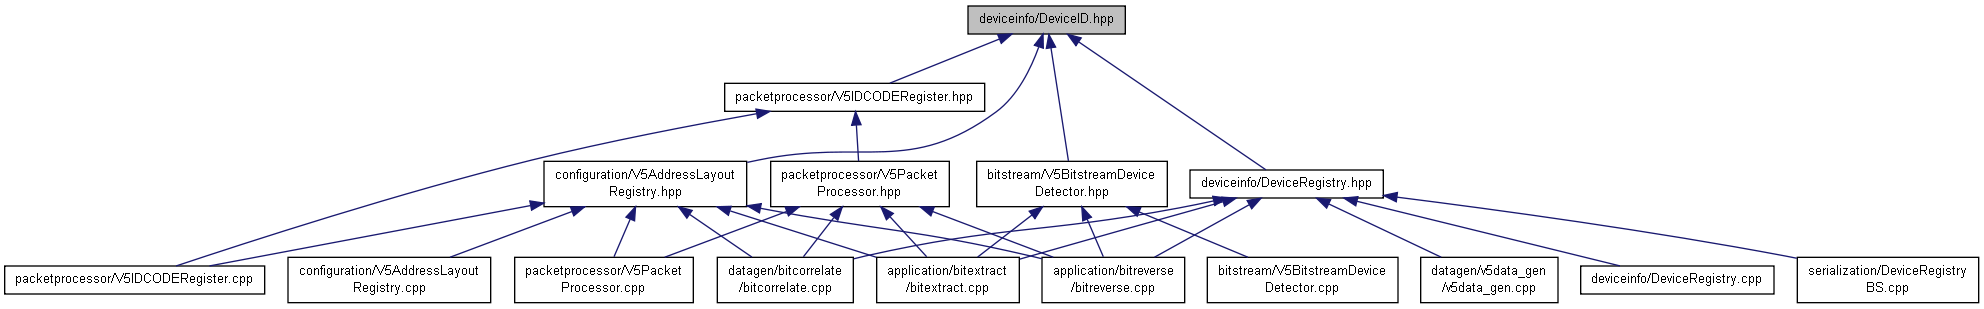 deviceinfo/DeviceID.hpp
packetprocessor/V5IDCODERegister.hpp
configuration/V5AddressLayout
Registry.hpp
packetprocessor/V5Packet
Processor.hpp
bitstream/V5BitstreamDevice
Detector.hpp
deviceinfo/DeviceRegistry.hpp
packetprocessor/V5IDCODERegister.cpp
configuration/V5AddressLayout
Registry.cpp
packetprocessor/V5Packet
Processor.cpp
datagen/bitcorrelate
/bitcorrelate.cpp
application/bitextract
/bitextract.cpp
application/bitreverse
/bitreverse.cpp
bitstream/V5BitstreamDevice
Detector.cpp
datagen/v5data_gen
/v5data_gen.cpp
deviceinfo/DeviceRegistry.cpp
serialization/DeviceRegistry
BS.cpp